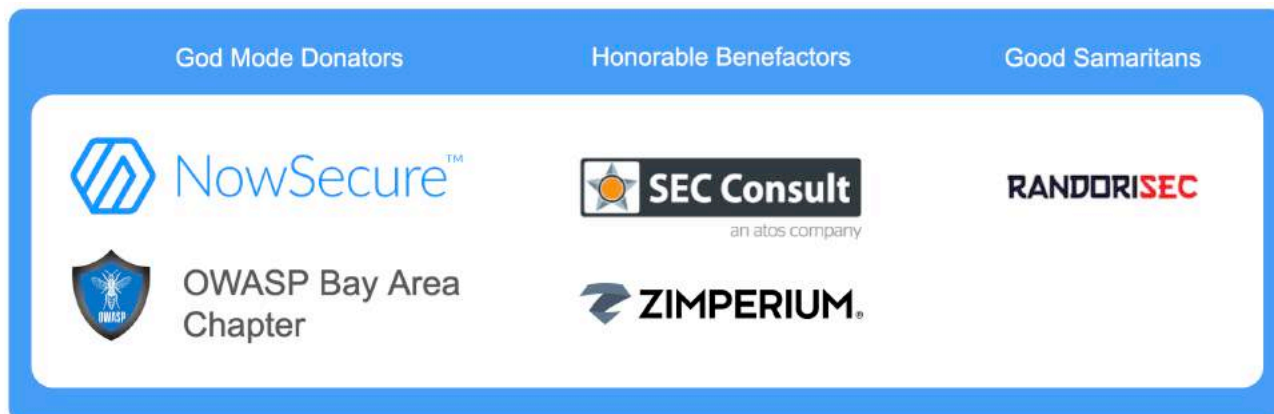 God Mode Donators Honorable Benefactors Good Samaritans
NowSecure™
SEC Consult
an atos company
RANDORISEC
OWASP
OWASP Bay Area
Chapter
ZIMPERIUM®